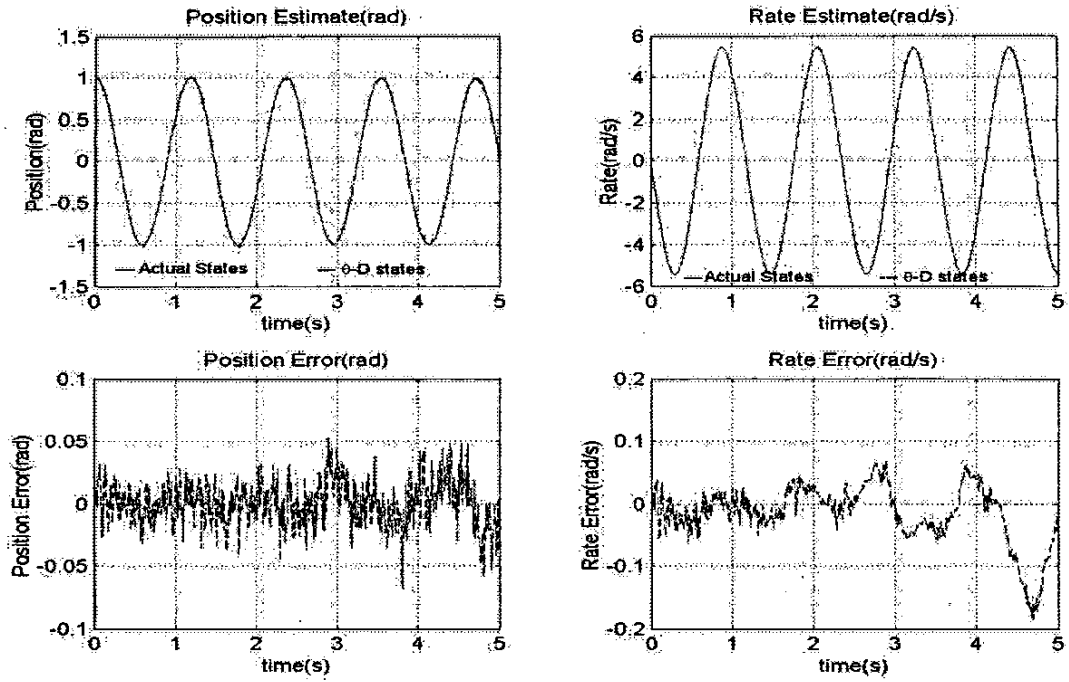 Position Estimate(rad)
1.5
1
0.5
0
-0.5
-1
-1.5
Position(rad)
Actual States
θ-D states
0 1 2 3 4 5
time(s)
Rate Estimate(rad/s)
6
4
2
0
-2
-4
-6
Rate(rad/s)
Actual States
θ-D states
0 1 2 3 4 5
time(s)
Position Error(rad)
0.1
0.05
0
-0.05
-0.1
Position Error(rad)
0 1 2 3 4 5
time(s)
Rate Error(rad/s)
0.2
0.1
0
-0.1
-0.2
Rate Error(rad/s)
0 1 2 3 4 5
time(s)